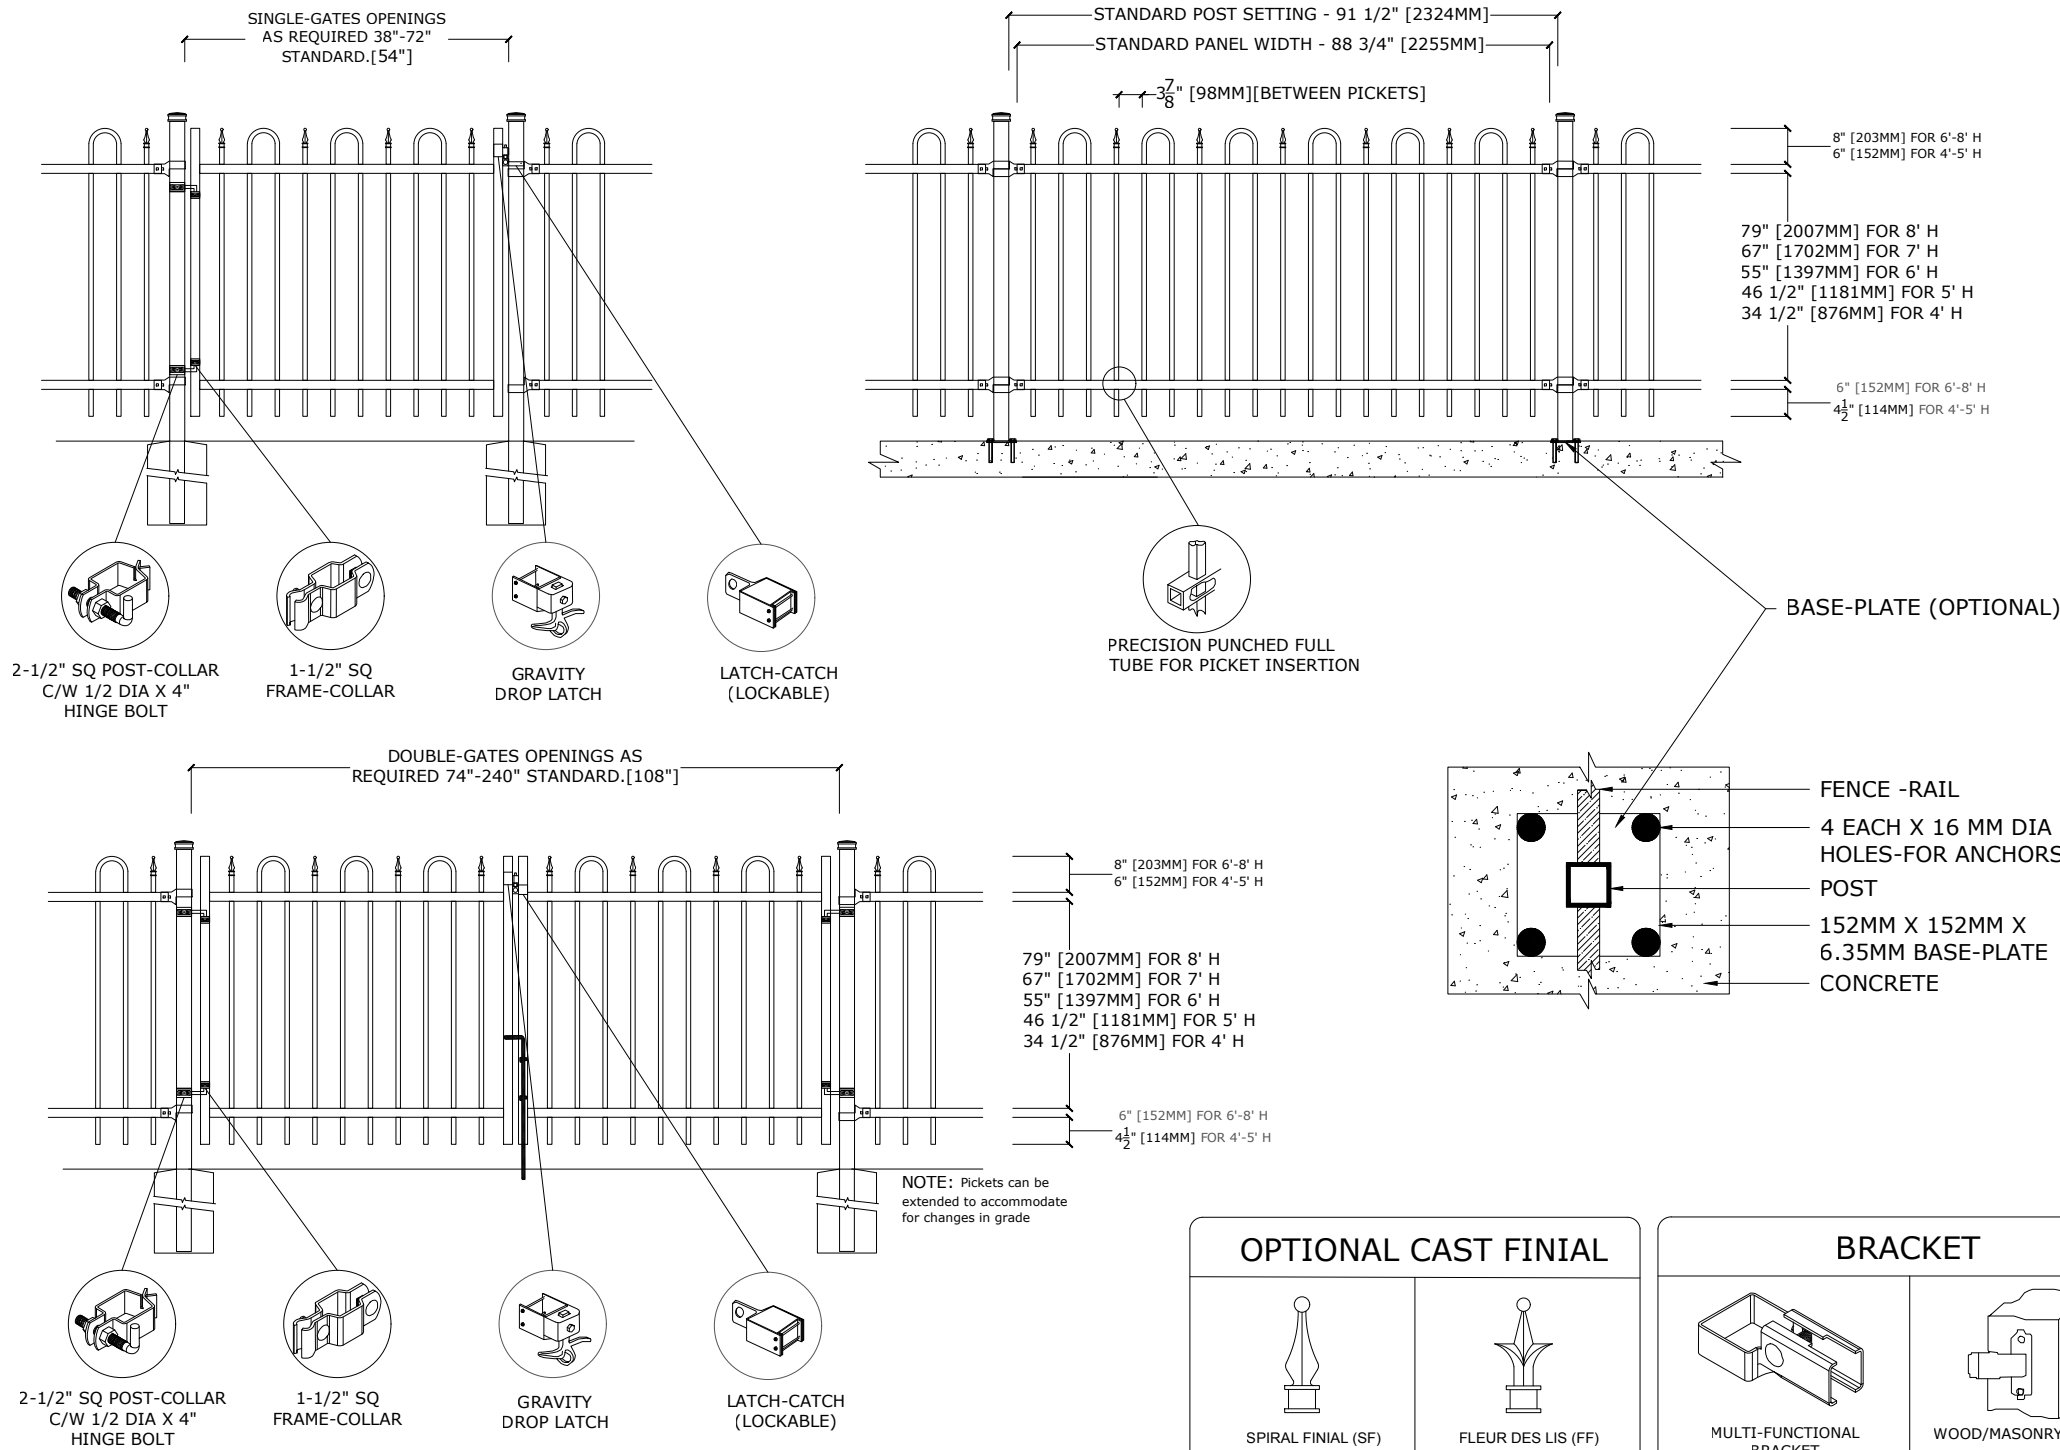 SINGLE-GATES OPENINGS
AS REQUIRED 38"-72"
STANDARD.[54"]
2-1/2" SQ POST-COLLAR
C/W 1/2 DIA X 4"
HINGE BOLT
1-1/2" SQ
FRAME-COLLAR
GRAVITY
DROP LATCH
LATCH-CATCH
(LOCKABLE)
STANDARD POST SETTING - 91 1/2" [2324MM]
STANDARD PANEL WIDTH - 88 3/4" [2255MM]
3 7/8" [98MM][BETWEEN PICKETS]
8" [203MM] FOR 6'-8' H
6" [152MM] FOR 4'-5' H
79" [2007MM] FOR 8' H
67" [1702MM] FOR 7' H
55" [1397MM] FOR 6' H
46 1/2" [1181MM] FOR 5' H
34 1/2" [876MM] FOR 4' H
6" [152MM] FOR 6'-8' H
4 1/2" [114MM] FOR 4'-5' H
PRECISION PUNCHED FULL
TUBE FOR PICKET INSERTION
BASE-PLATE (OPTIONAL)
FENCE -RAIL
4 EACH X 16 MM DIA
HOLES-FOR ANCHORS
POST
152MM X 152MM X
6.35MM BASE-PLATE
CONCRETE
DOUBLE-GATES OPENINGS AS
REQUIRED 74"-240" STANDARD.[108"]
8" [203MM] FOR 6'-8' H
6" [152MM] FOR 4'-5' H
79" [2007MM] FOR 8' H
67" [1702MM] FOR 7' H
55" [1397MM] FOR 6' H
46 1/2" [1181MM] FOR 5' H
34 1/2" [876MM] FOR 4' H
6" [152MM] FOR 6'-8' H
4 1/2" [114MM] FOR 4'-5' H
NOTE: Pickets can be
extended to accommodate
for changes in grade
2-1/2" SQ POST-COLLAR
C/W 1/2 DIA X 4"
HINGE BOLT
1-1/2" SQ
FRAME-COLLAR
GRAVITY
DROP LATCH
LATCH-CATCH
(LOCKABLE)
OPTIONAL CAST FINIAL
SPIRAL FINIAL (SF)
FLEUR DES LIS (FF)
BRACKET
MULTI-FUNCTIONAL
BRACKET
WOOD/MASONRY